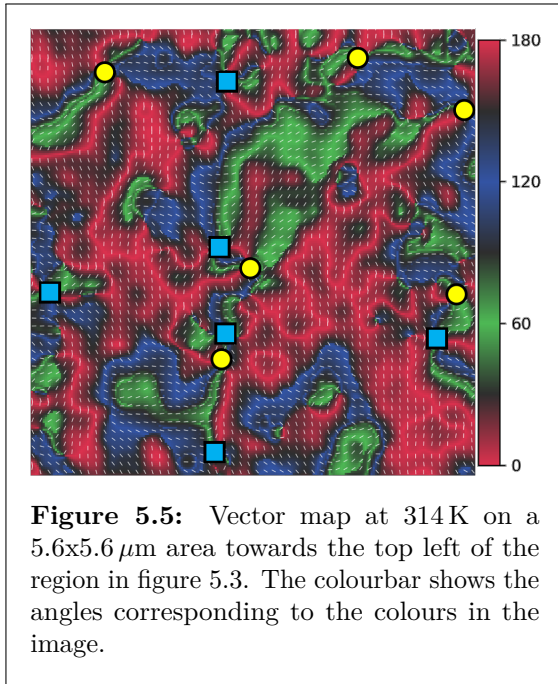 180
120
60
0
Figure 5.5: Vector map at 314 K on a
5.6x5.6 μm area towards the top left of the
region in figure 5.3. The colourbar shows the
angles corresponding to the colours in the
image.